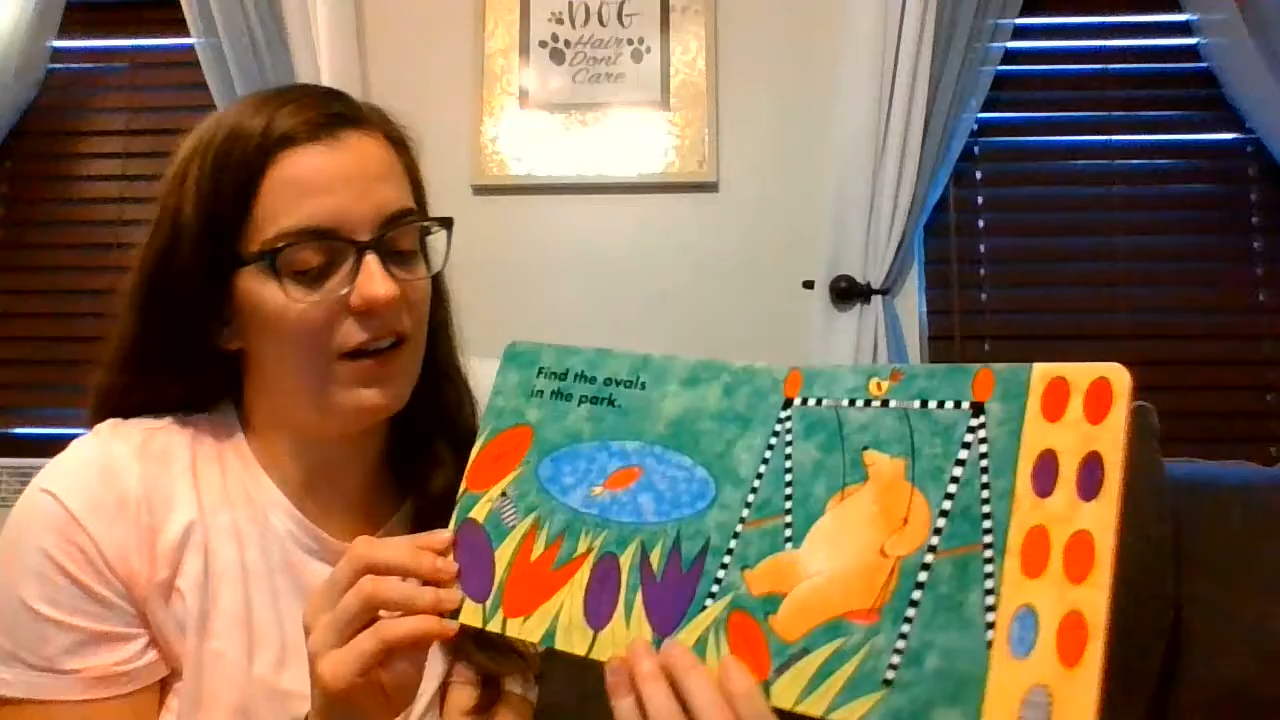 DOG
Hair
Don't
Care
Find the ovals
in the park.